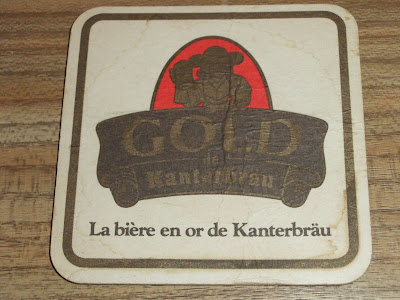 GOLD
de
Kanterbräu
La bière en or de Kanterbräu